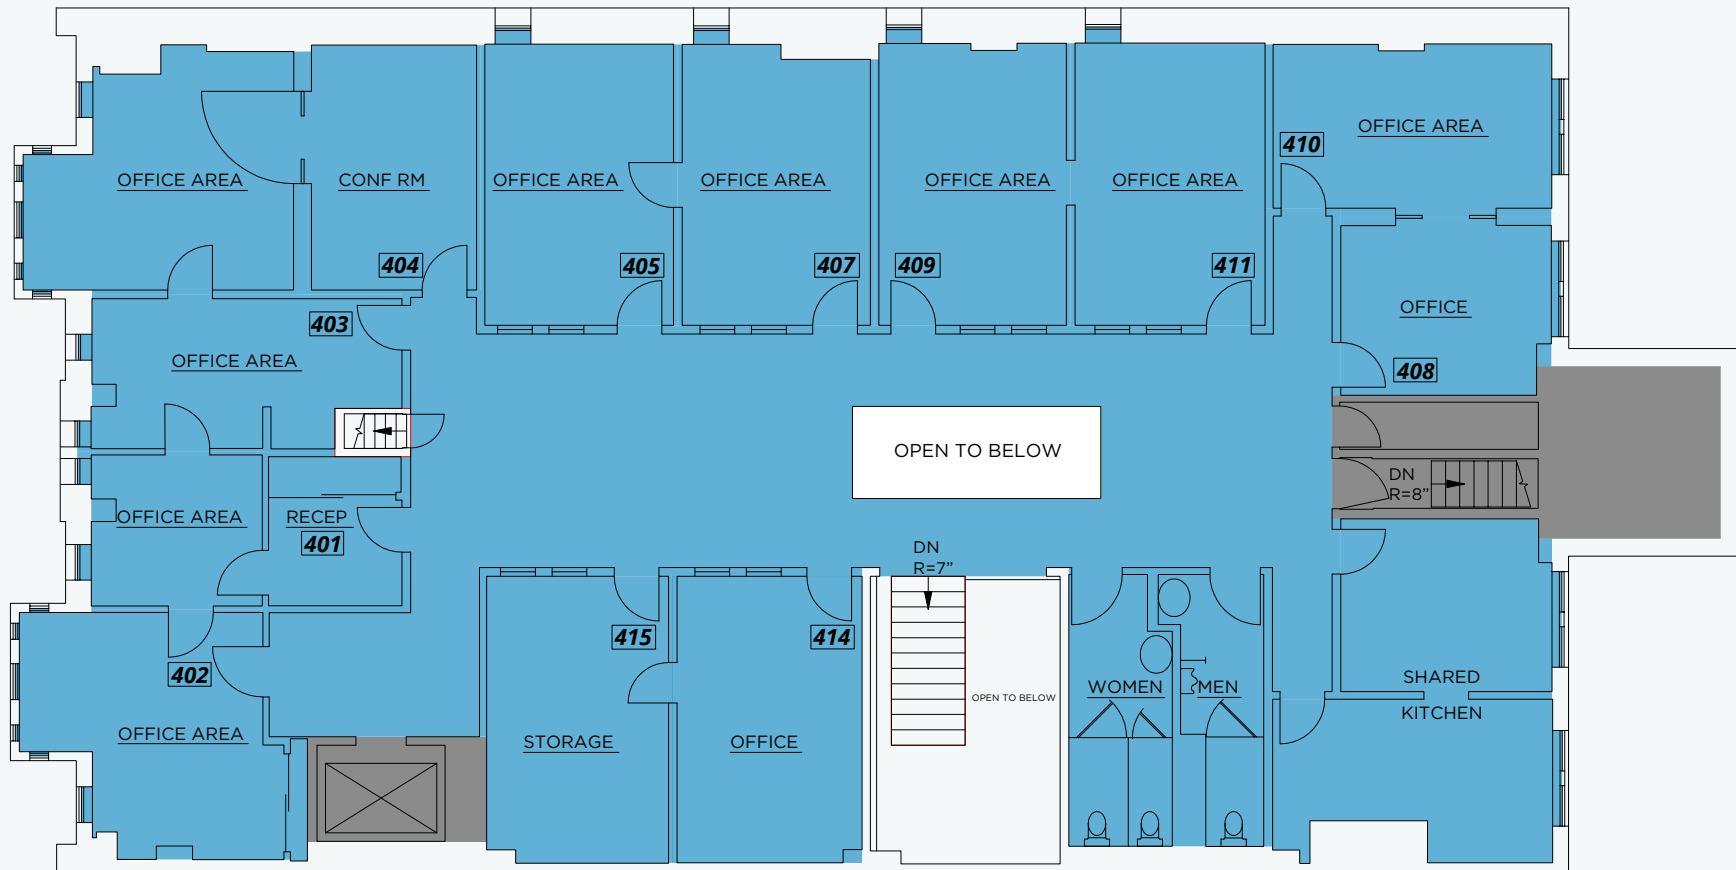 OFFICE AREA
410
OFFICE AREA
CONF RM
OFFICE AREA
OFFICE AREA
OFFICE AREA
OFFICE AREA
404
405
407
409
411
403
OFFICE
OFFICE AREA
408
OPEN TO BELOW
DN
R=8”
OFFICE AREA
RECEP
401
DN
R=7”
415
414
402
SHARED
WOMEN
MEN
OPEN TO BELOW
KITCHEN
OFFICE AREA
STORAGE
OFFICE